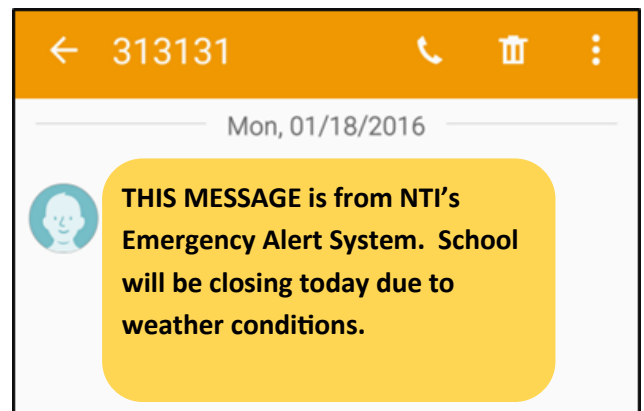 313131
Mon, 01/18/2016
THIS MESSAGE is from NTI’s
Emergency Alert System.  School
will be closing today due to
weather conditions.